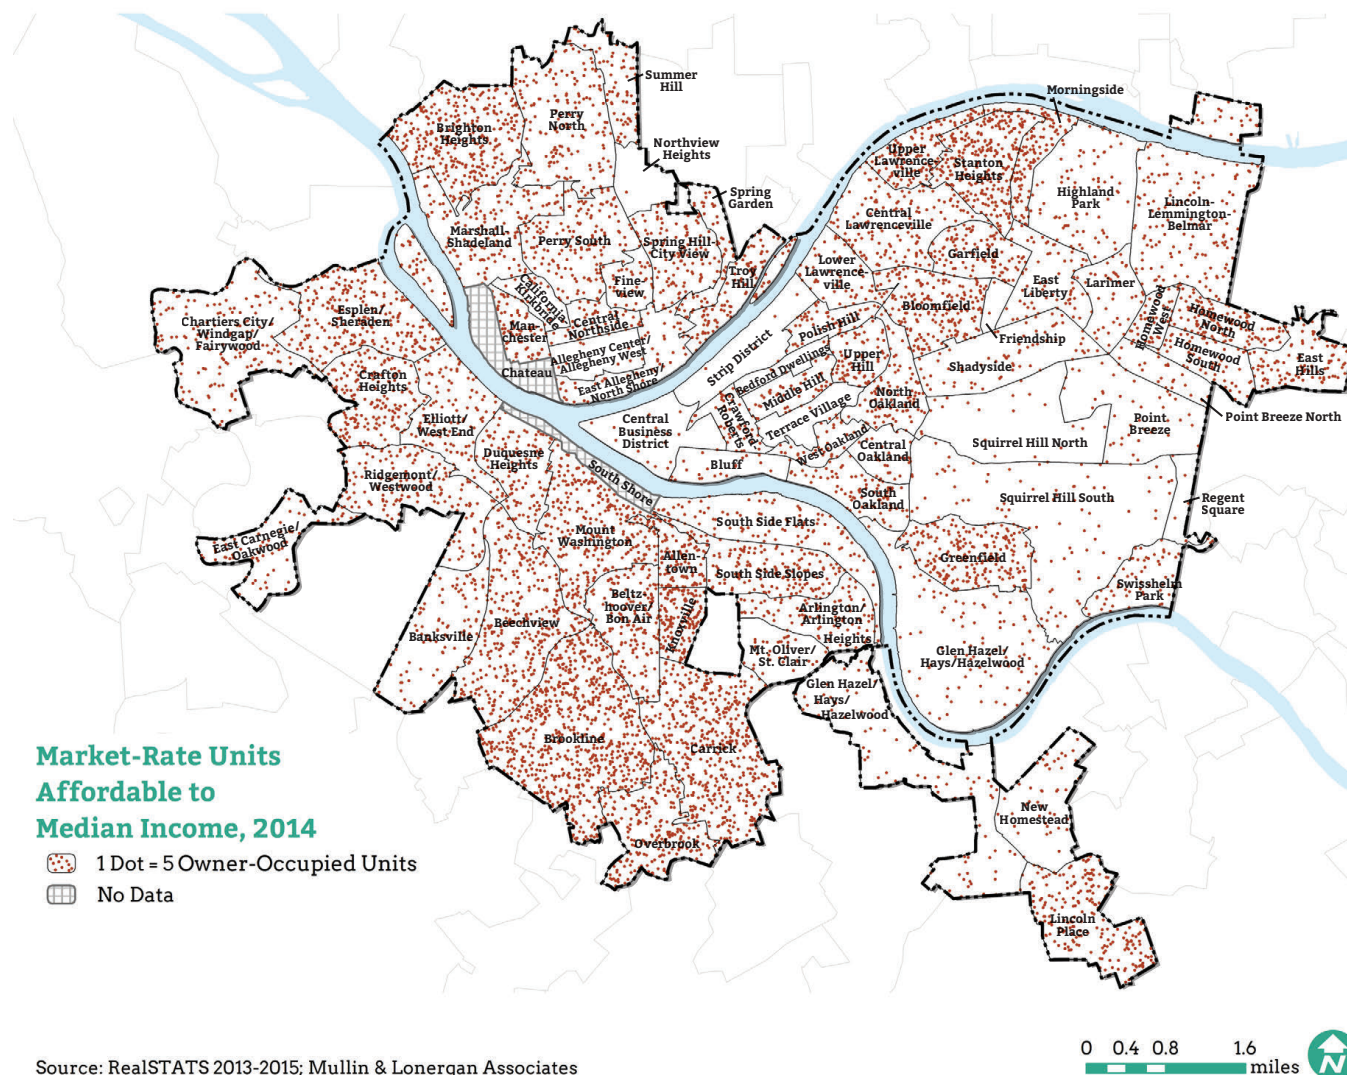 Summer
Hill
Morningside
Brighton
Heights
Perry
North
Northview
Heights
Upper
Lawrence-
ville
Stanton
Heights
Spring
Garden
Highland
Park
Lincoln-
Lemmington-
Belmar
Central
Lawrenceville
Marshall-
Shadeland
Perry South
Spring Hill-
City View
Garfield
Troy
Hill
Lower
Lawrence-
ville
Fine-
view
East
Liberty
Larimer
California-
Kirkbride
Esplen/
Sheraden
Chartiers City/
Windgap/
Fairywood
Man-
chester
Central
Northside
Polish Hill
Bloomfield
Homewood
West
Homewood
North
Friendship
Allegheny Center/
Allegheny West
Strip District
Bedford Dwellings
Upper
Hill
Homewood
South
East
Hills
Shadyside
Chateau
Crafton
Heights
East Allegheny/
North Shore
Middle Hill
North
Oakland
Crawford
Roberts
Terrace Village
Point
Breeze
Point Breeze North
Elliott/
West End
Central
Business
District
West Oakland
Central
Oakland
Squirrel Hill North
Duquesne
Heights
Bluff
Ridgemont/
Westwood
South Shore
South
Oakland
Squirrel Hill South
Regent
Square
South Side Flats
Mount
Washington
East Carnegie/
Oakwood
Allen-
town
Greenfield
South Side Slopes
Swisshelm
Park
Beltz-
hoover/
Bon Air
Knoxville
Arlington/
Arlington
Heights
Beechview
Banksville
Mt. Oliver/
St. Clair
Glen Hazel/
Hays/Hazelwood
Glen Hazel/
Hays/
Hazelwood
Brookline
Carrick
New
Homestead
Overbrook
Lincoln
Place
Market-Rate Units
Affordable to
Median Income, 2014
1 Dot = 5 Owner-Occupied Units
No Data
Source: RealSTATS 2013-2015; Mullin & Lonergan Associates
0 0.4 0.8 1.6
miles
N